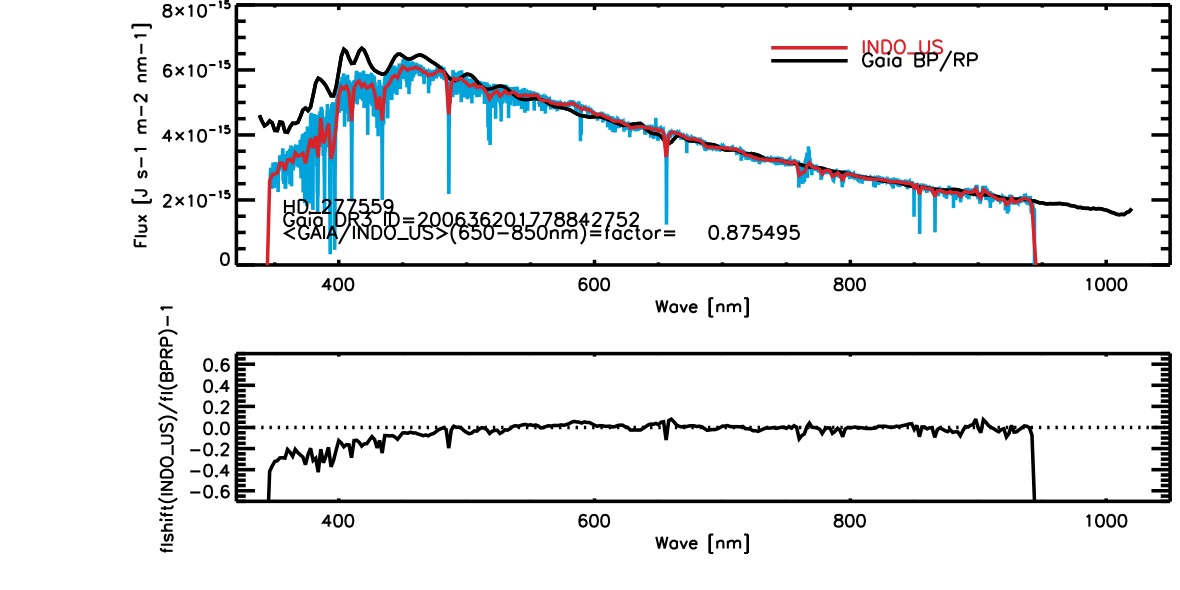 8×10-15
6×10-15
4×10-15
2×10-15
0
Flux [J s-1 m-2 nm-1]
INDO_US
Gaia BP/RP
HD_277559
Gaia DR3 ID=200636201778842752
<GAIA/INDO_US>(650-850nm)=factor= 0.875495
400 600 800 1000
Wave [nm]
flshift(INDO_US)/fl(BPRP)-1
0.6
0.4
0.2
0.0
-0.2
-0.4
-0.6
400 600 800 1000
Wave [nm]